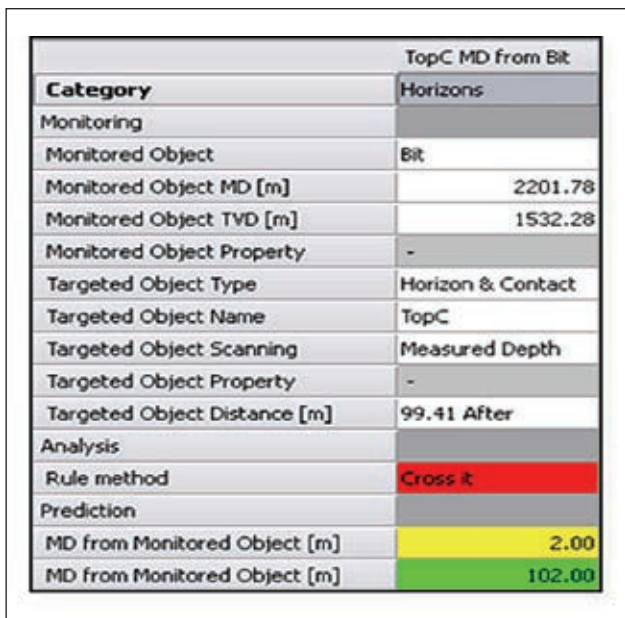 TopC MD from Bit
Category Horizons
Monitoring
Monitored Object Bit
Monitored Object MD [m] 2201.78
Monitored Object TVD [m] 1532.28
Monitored Object Property -
Targeted Object Type Horizon & Contact
Targeted Object Name TopC
Targeted Object Scanning Measured Depth
Targeted Object Property -
Targeted Object Distance [m] 99.41 After
Analysis
Rule method Cross it
Prediction
MD from Monitored Object [m] 2.00
MD from Monitored Object [m] 102.00